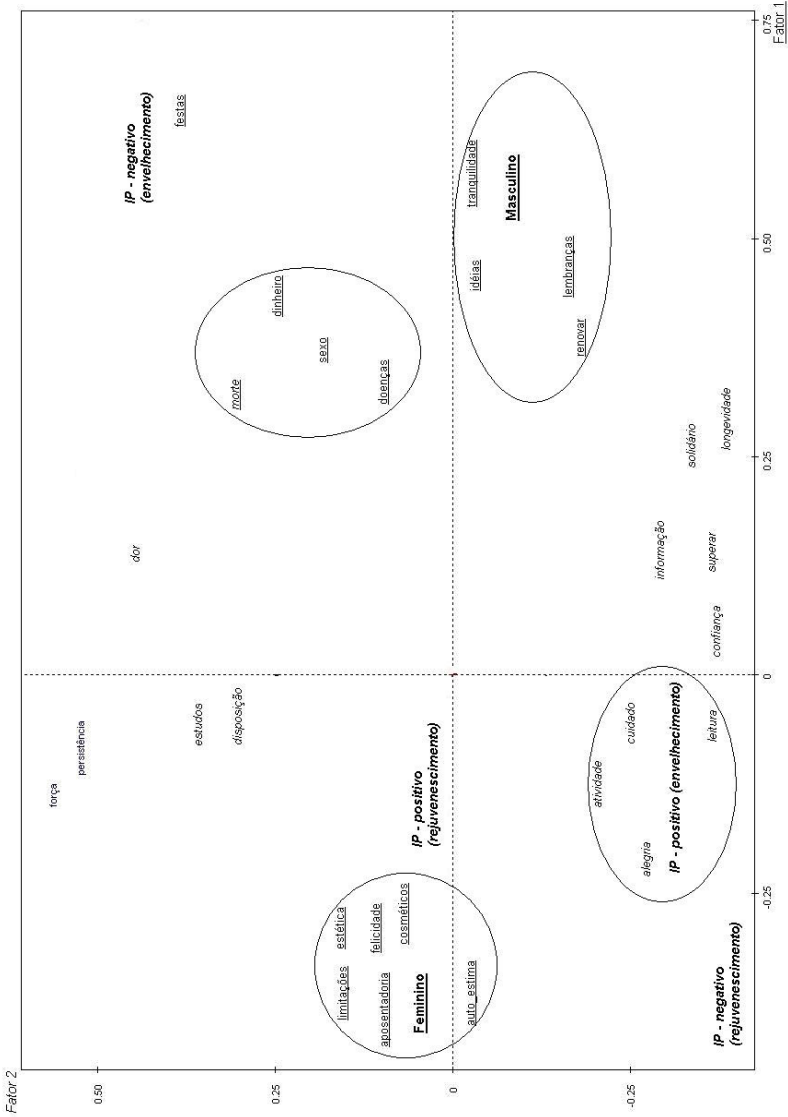 Fator 2
força
persistência
0.50
IP - negativo
(envelhecimento)
dor
festas
estudos
disposição
morte
0.25
dinheiro
sexo
limitações
estética
felicidade
aposentadoria
doenças
cosméticos
IP - positivo
(rejuvenescimento)
Feminino
0
auto_estima
idéias
tranquilidade
Masculino
lembranças
renovar
atividade
-0.25
cuidado
alegria
informação
IP - positivo (envelhecimento)
solidário
leitura
confiança
superar
longevidade
IP - negativo
(rejuvenescimento)
-0.25
0
0.25
0.50
0.75
Fator 1